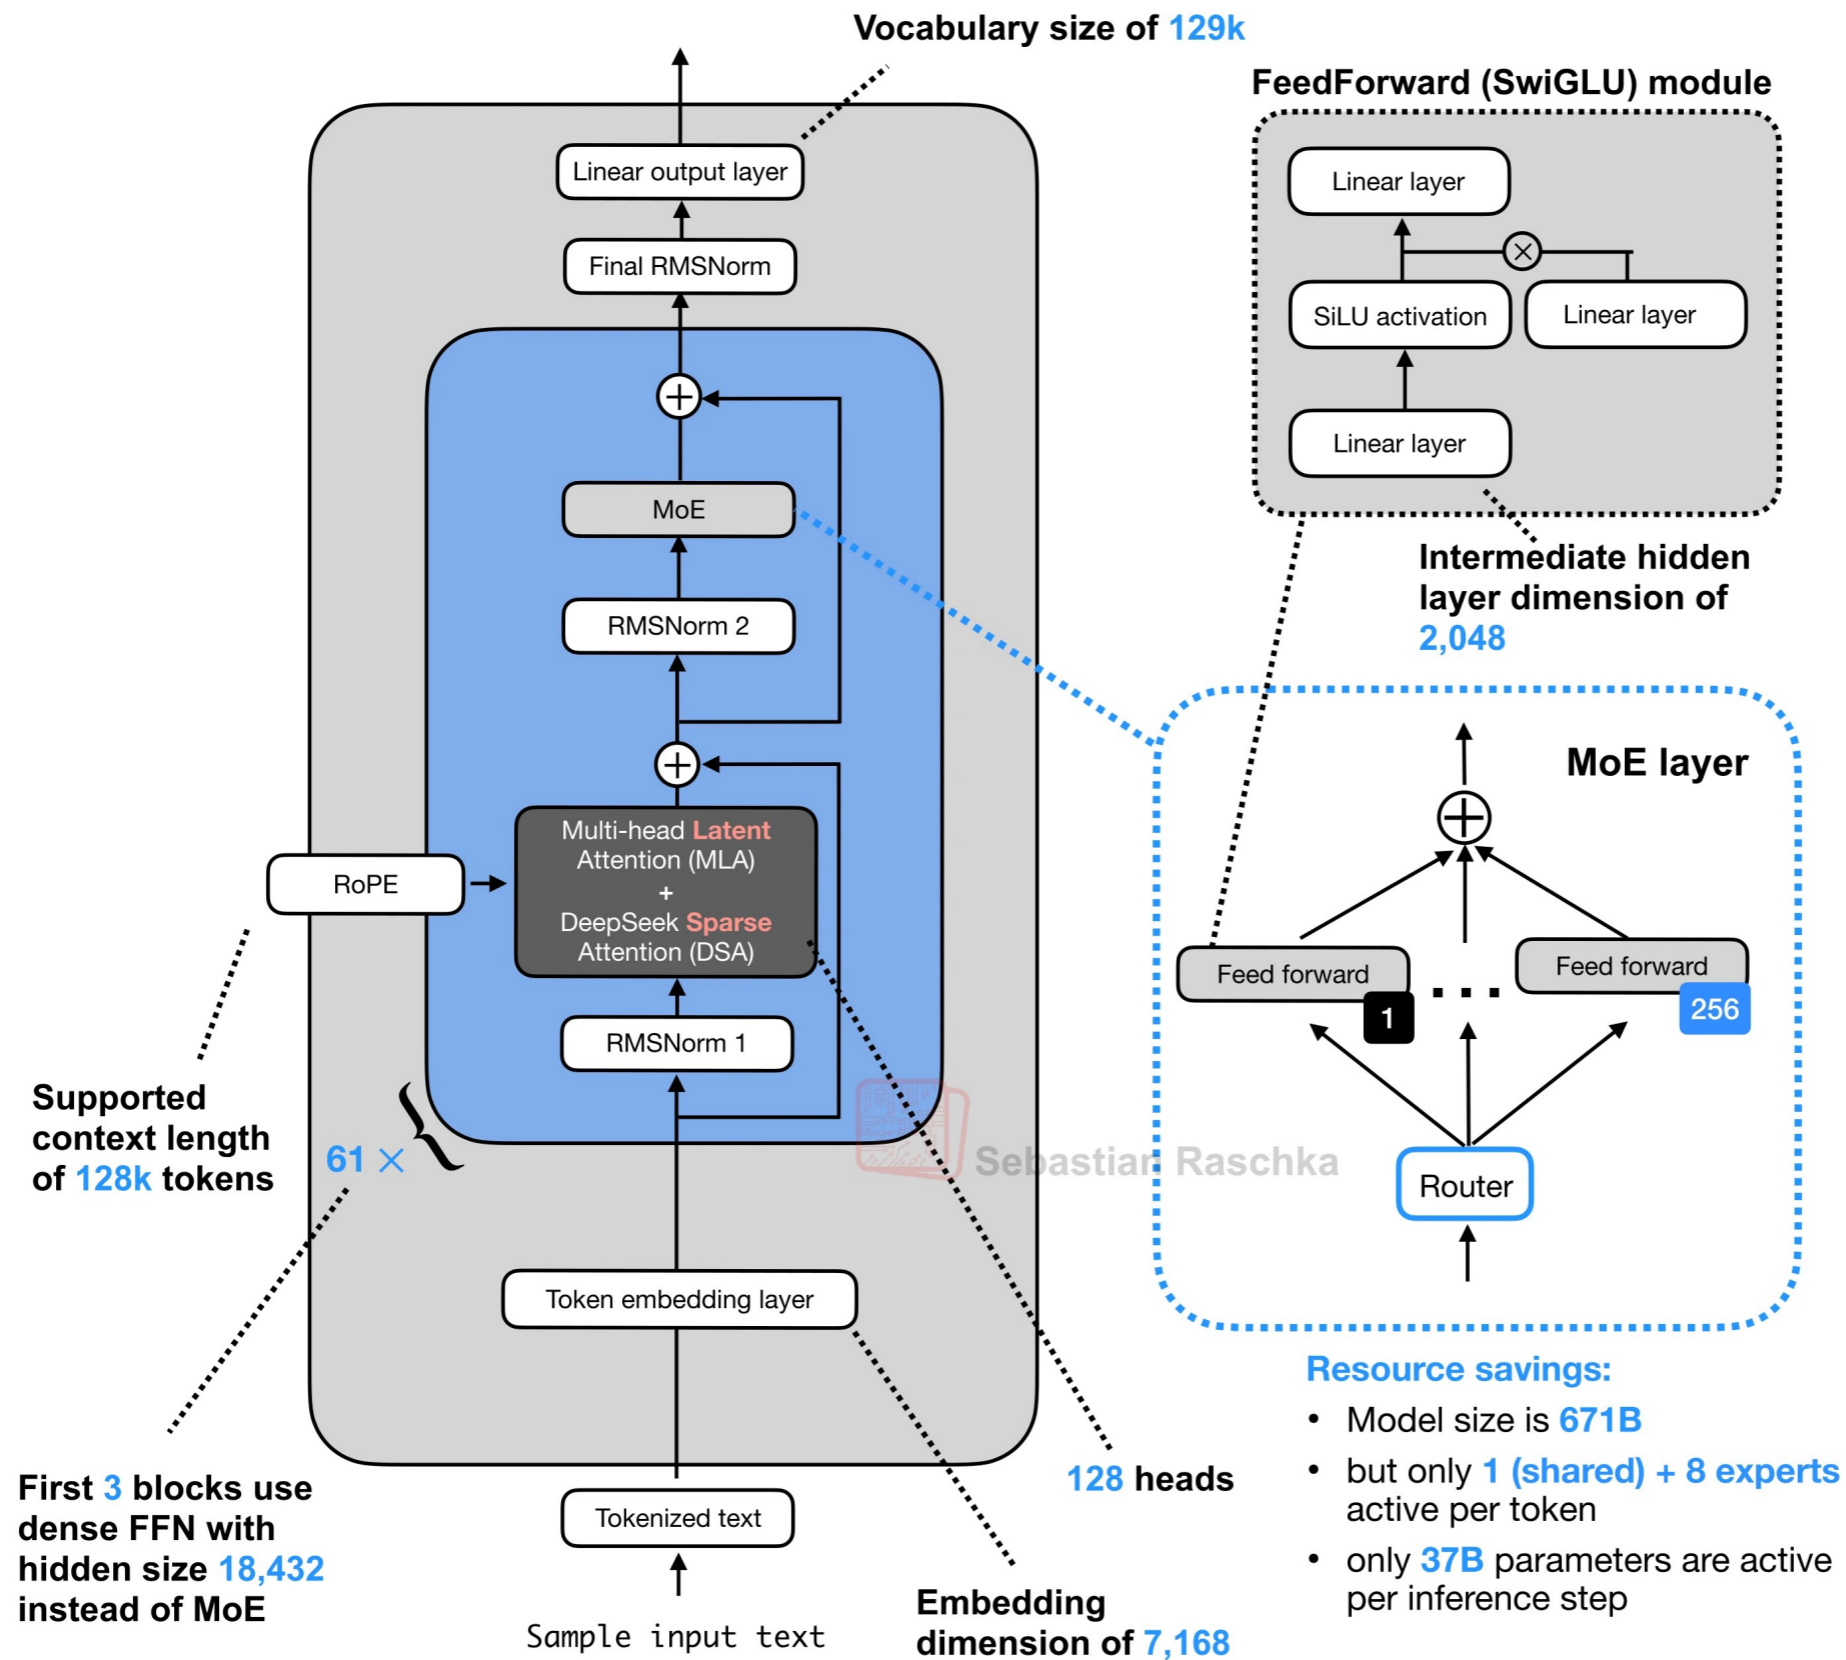 Vocabulary size of 129k
FeedForward (SwiGLU) module
Linear output layer
Final RMSNorm
MoE
RMSNorm 2
Multi-head Latent
Attention (MLA)
+
DeepSeek Sparse
Attention (DSA)
RoPE
RMSNorm 1
Supported
context length
of 128k tokens
61 ×
Token embedding layer
First 3 blocks use
dense FFN with
hidden size 18,432
instead of MoE
Tokenized text
Sample input text
128 heads
Embedding
dimension of 7,168
Linear layer
SiLU activation
Linear layer
Linear layer
Intermediate hidden
layer dimension of
2,048
MoE layer
Feed forward
1
...
Feed forward
256
Router
Sebastian Raschka
Resource savings:
• Model size is 671B
• but only 1 (shared) + 8 experts
active per token
• only 37B parameters are active
per inference step